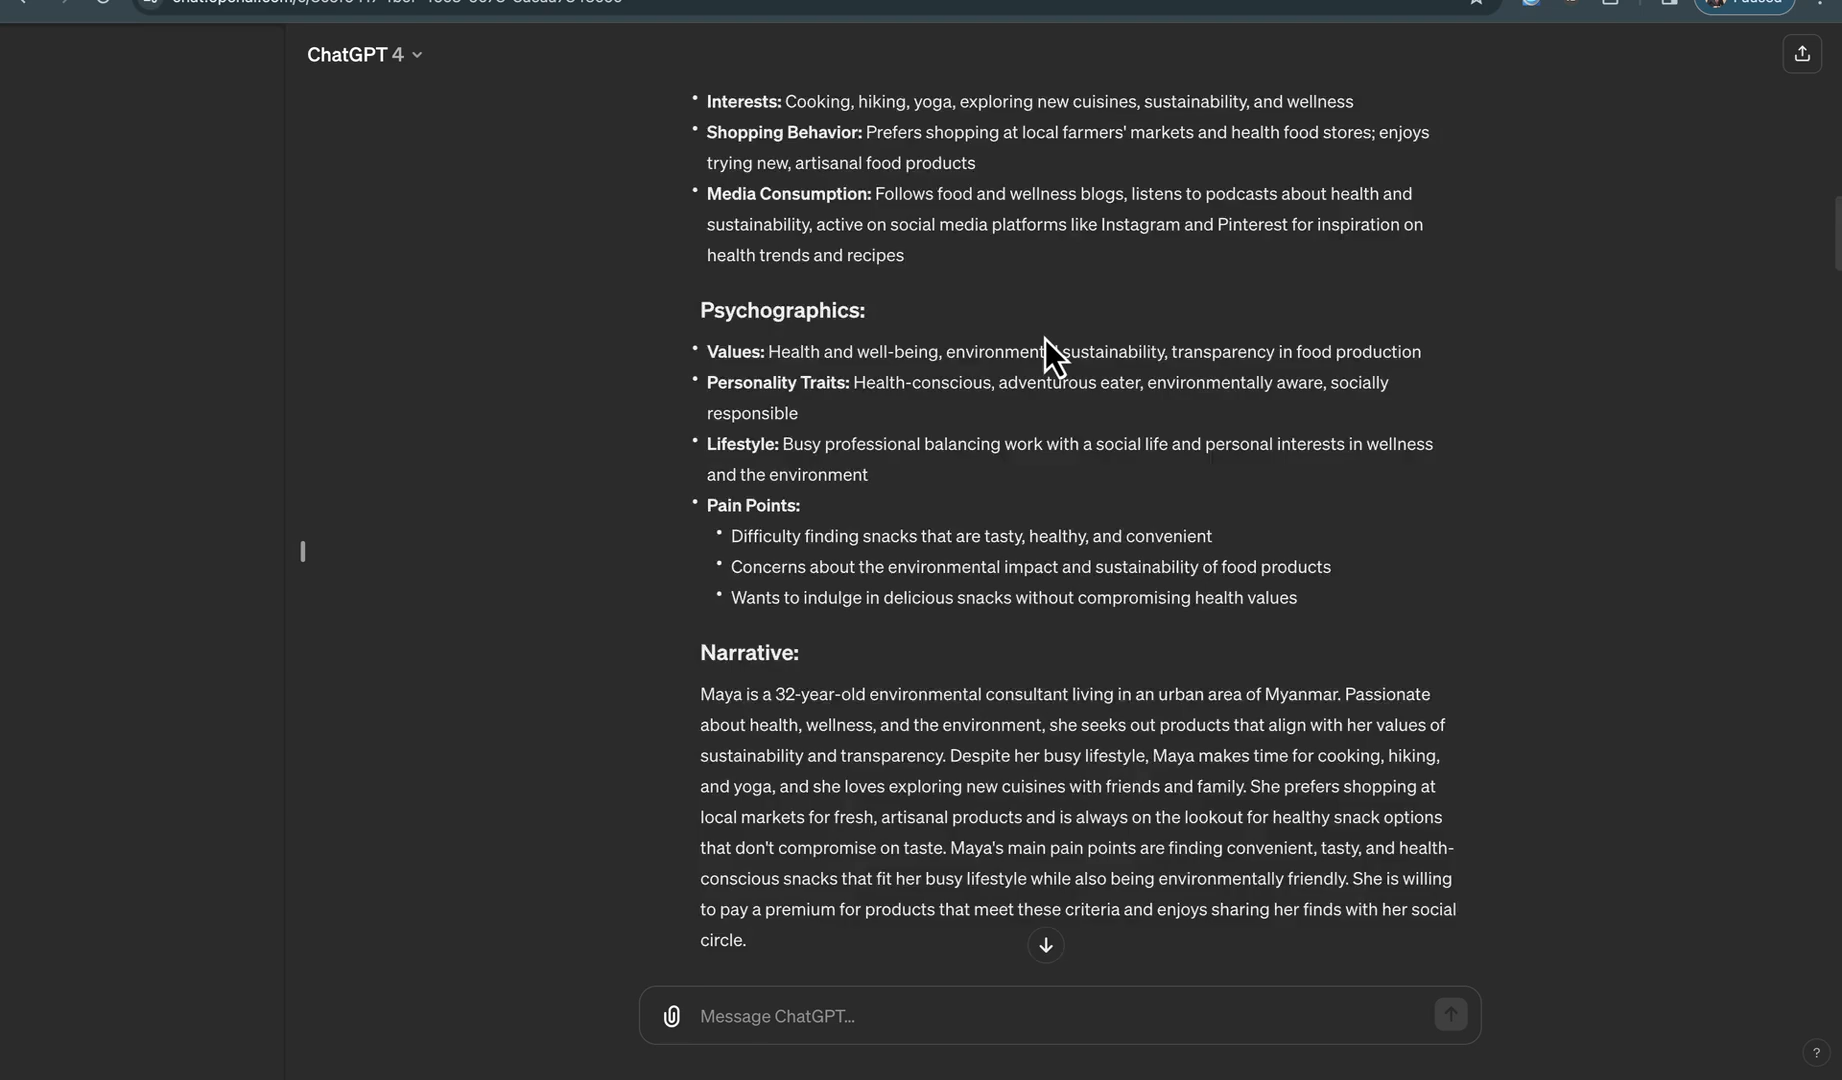 ChatGPT 4
• Interests: Cooking, hiking, yoga, exploring new cuisines, sustainability, and wellness
• Shopping Behavior: Prefers shopping at local farmers' markets and health food stores; enjoys
trying new, artisanal food products
• Media Consumption: Follows food and wellness blogs, listens to podcasts about health and
sustainability, active on social media platforms like Instagram and Pinterest for inspiration on
health trends and recipes
Psychographics:
• Values: Health and well-being, environment sustainability, transparency in food production
• Personality Traits: Health-conscious, adventurous eater, environmentally aware, socially
responsible
• Lifestyle: Busy professional balancing work with a social life and personal interests in wellness
and the environment
• Pain Points:
• Difficulty finding snacks that are tasty, healthy, and convenient
• Concerns about the environmental impact and sustainability of food products
• Wants to indulge in delicious snacks without compromising health values
Narrative:
Maya is a 32-year-old environmental consultant living in an urban area of Myanmar. Passionate
about health, wellness, and the environment, she seeks out products that align with her values of
sustainability and transparency. Despite her busy lifestyle, Maya makes time for cooking, hiking,
and yoga, and she loves exploring new cuisines with friends and family. She prefers shopping at
local markets for fresh, artisanal products and is always on the lookout for healthy snack options
that don't compromise on taste. Maya's main pain points are finding convenient, tasty, and health-
conscious snacks that fit her busy lifestyle while also being environmentally friendly. She is willing
to pay a premium for products that meet these criteria and enjoys sharing her finds with her social
circle.
Message ChatGPT...
?